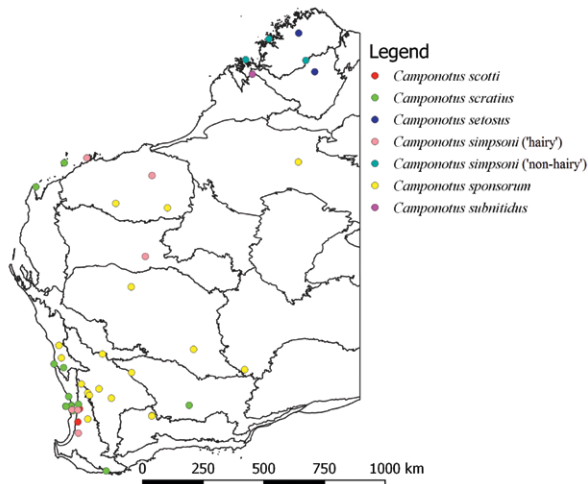 Legend
Camponotus scotti
Camponotus scratius
Camponotus setosus
Camponotus simpsoni ('hairy')
Camponotus simpsoni ('non-hairy')
Camponotus sponsorum
Camponotus subnitidus
0 250 500 750 1000 km